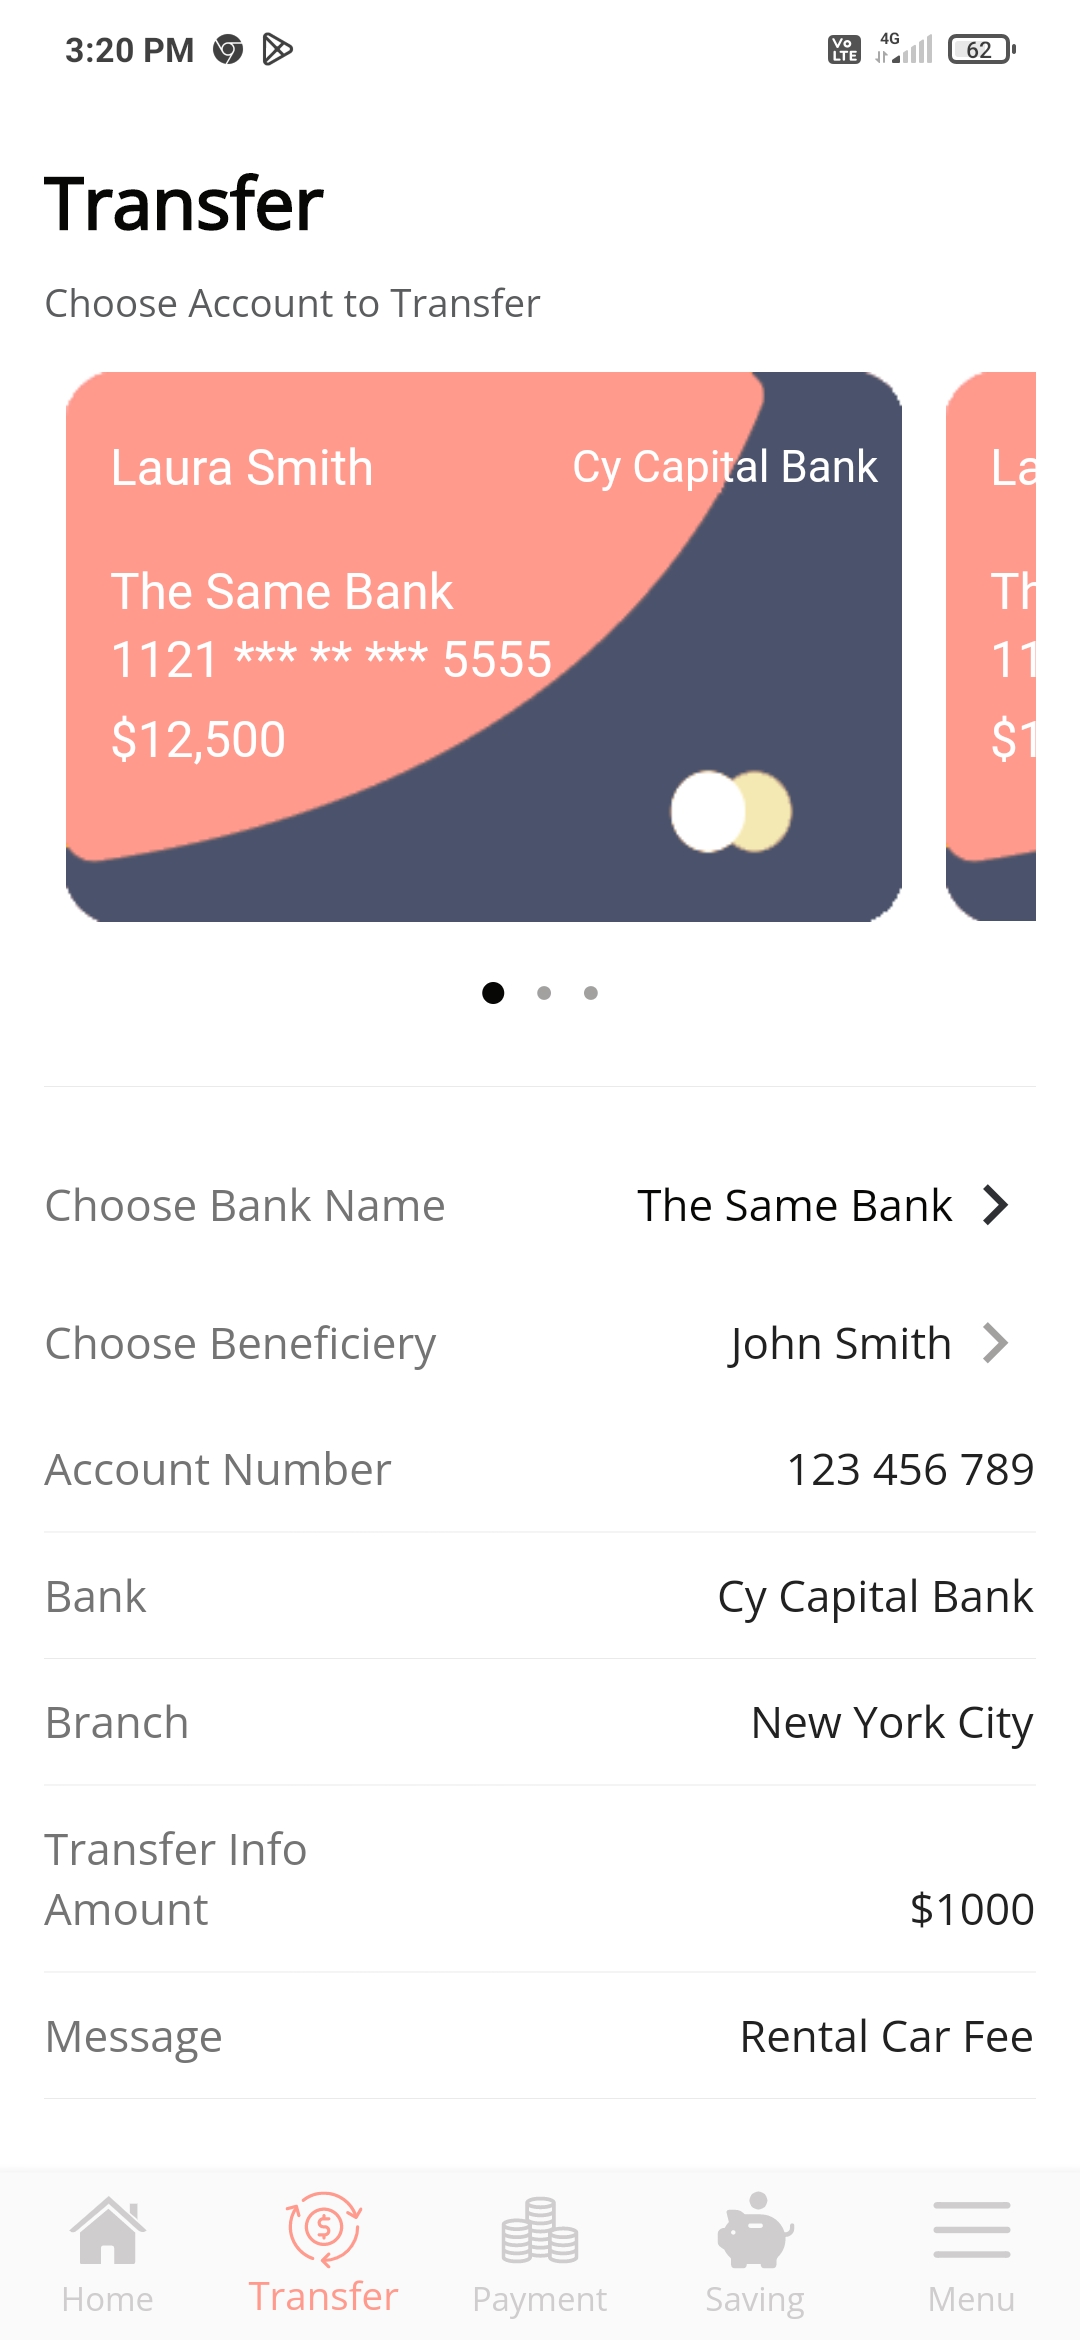 3:20 PM
Vo LTE
4G
62
Transfer
Choose Account to Transfer
Laura Smith
Cy Capital Bank
The Same Bank
1121 *** ** *** 5555
$12,500
La
Th
11
$1
Choose Bank Name
The Same Bank
Choose Beneficiery
John Smith
Account Number
123 456 789
Bank
Cy Capital Bank
Branch
New York City
Transfer Info
Amount
$1000
Message
Rental Car Fee
Home
Transfer
Payment
Saving
Menu